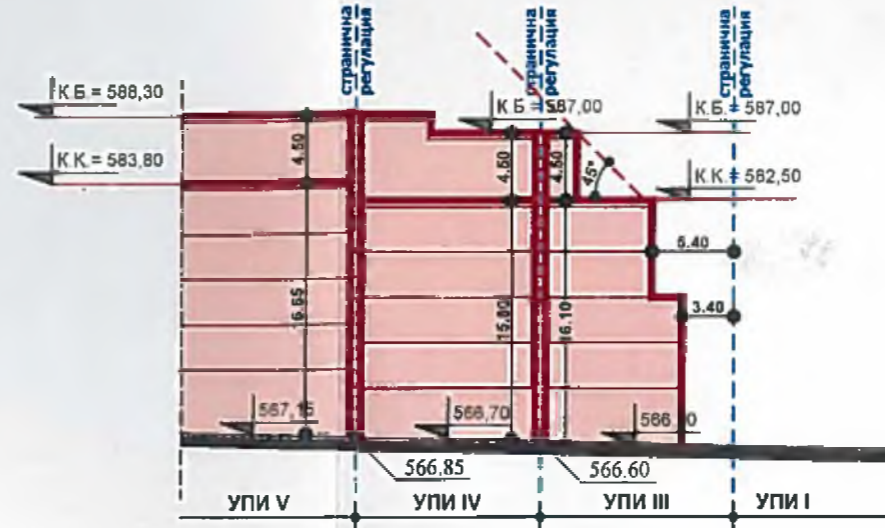 странична
регулация
странична
регулация
странична
регулация
К.Б. = 588,30
К.Б.= 587,00
К.Б.= 587,00
К.К. = 583,80
К.К.= 582,50
4.50
4.50
4.50
45°
5.40
3.40
16.65
15.80
16.10
567,15
566,70
566,85
566.60
УПИ V
УПИ IV
УПИ III
УПИ I